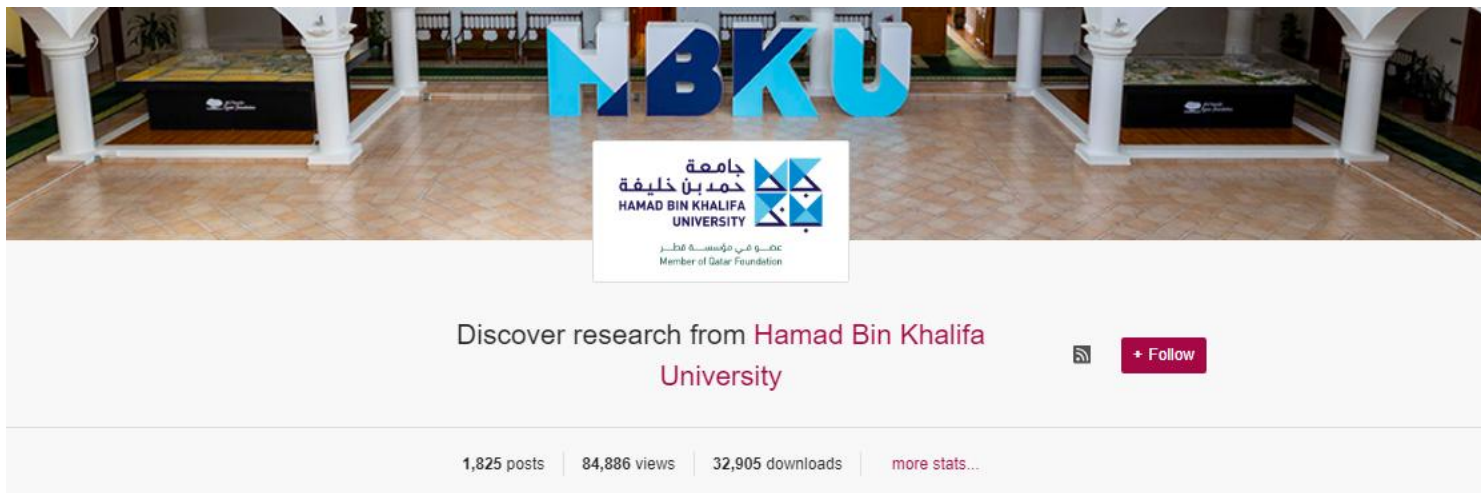 HBKU
جامعة
حمد بن خليفة
HAMAD BIN KHALIFA
UNIVERSITY
عضو في مؤسسة قطر
Member of Qatar Foundation
Discover research from Hamad Bin Khalifa
University
+ Follow
1,825 posts 84,886 views 32,905 downloads more stats...